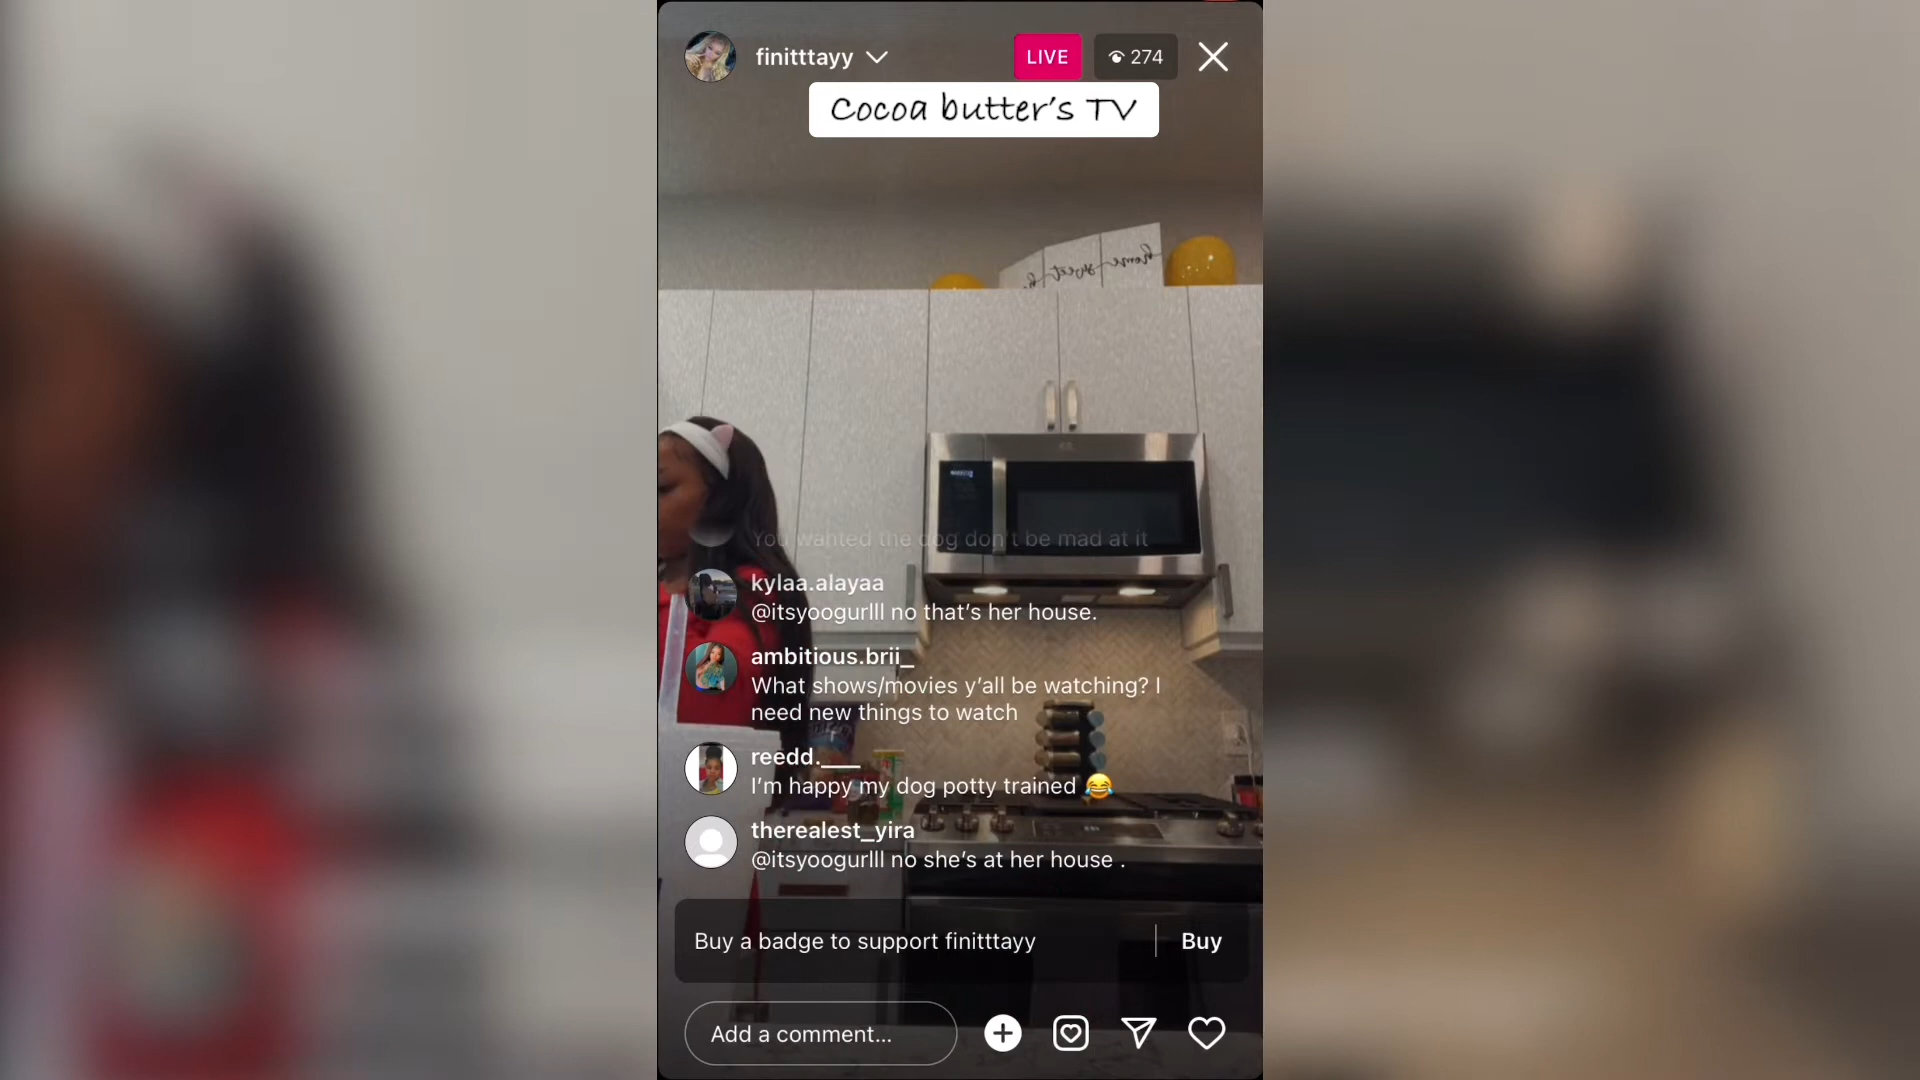 finitttayy
LIVE
274
Cocoa butter's TV
home sweet
You wanted the dog don't be mad at it
kylaa.alayaa
@itsyoogurlll no that's her house.
ambitious.brii_
What shows/movies y'all be watching? I
need new things to watch
reedd.___
I'm happy my dog potty trained 😂
therealest_yira
@itsyoogurlll no she's at her house .
Buy a badge to support finitttayy
Buy
Add a comment...